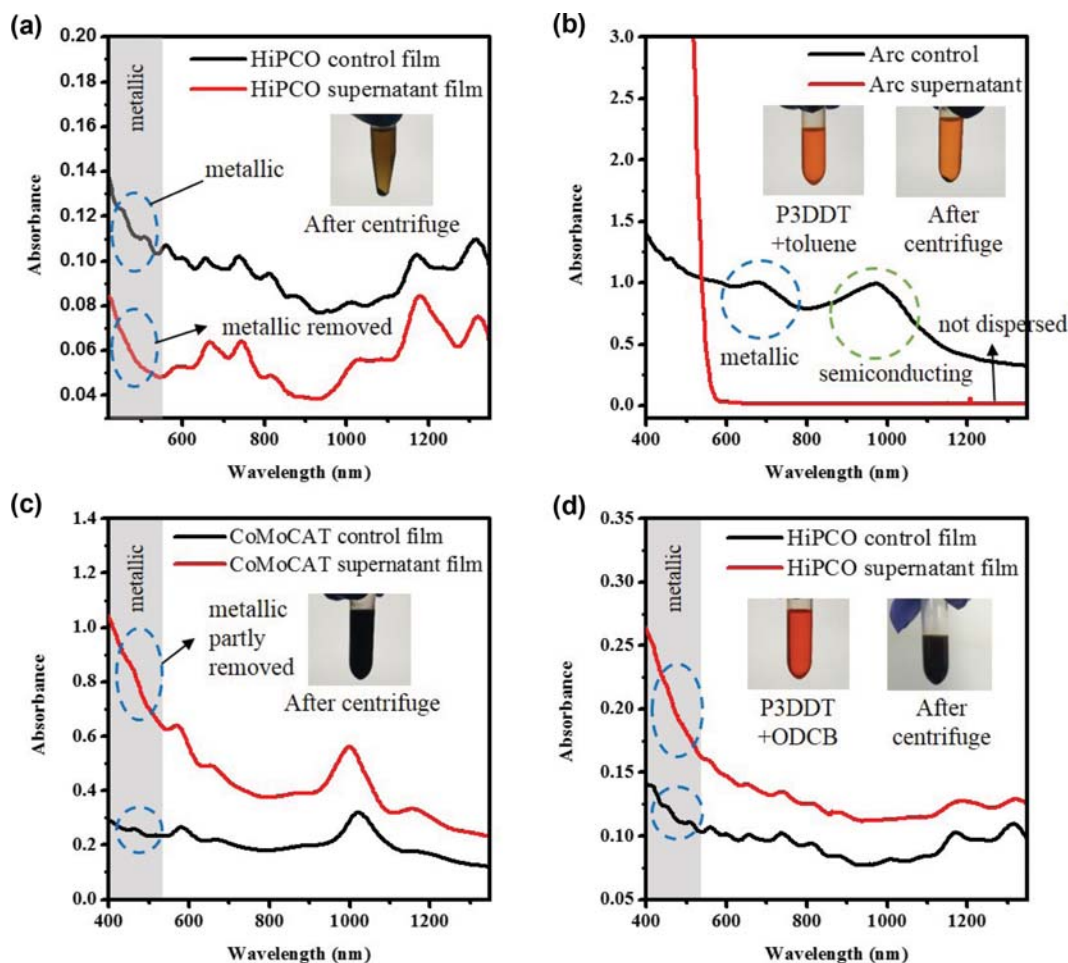 (a)
0.20
0.18
0.16
0.14
0.12
0.10
0.08
0.06
0.04
Absorbance
metallic
HiPCO control film
HiPCO supernatant film
metallic
After centrifuge
metallic removed
600
800
1000
1200
Wavelength (nm)
(b)
3.0
2.5
2.0
1.5
1.0
0.5
0.0
Absorbance
Arc control
Arc supernatant
P3DDT
+toluene
After
centrifuge
metallic
semiconducting
not dispersed
400
600
800
1000
1200
Wavelength (nm)
(c)
1.4
1.2
1.0
0.8
0.6
0.4
0.2
0.0
Absorbance
metallic
CoMoCAT control film
CoMoCAT supernatant film
metallic
partly
removed
After centrifuge
400
600
800
1000
1200
Wavelength (nm)
(d)
0.35
0.30
0.25
0.20
0.15
0.10
0.05
Absorbance
metallic
HiPCO control film
HiPCO supernatant film
P3DDT
+ODCB
After
centrifuge
400
600
800
1000
1200
Wavelength (nm)